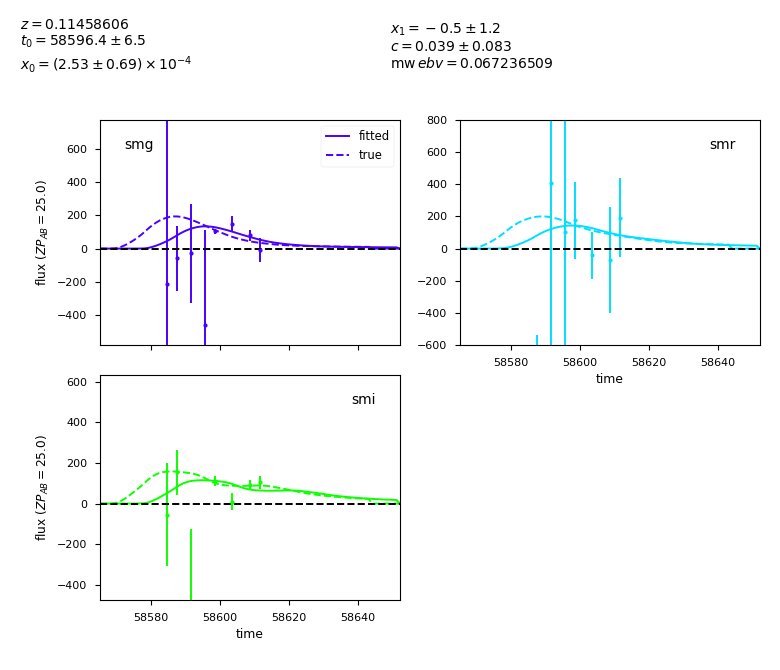 z = 0.11458606
t₀ = 58596.4 ± 6.5
x₀ = (2.53 ± 0.69) × 10⁻⁴
x₁ = −0.5 ± 1.2
c = 0.039 ± 0.083
mw ebv = 0.067236509
smg
fitted
true
600
400
200
0
−200
−400
flux (ZP_AB = 25.0)
smr
800
600
400
200
0
−200
−400
−600
58580 58600 58620 58640
time
smi
600
400
200
0
−200
−400
flux (ZP_AB = 25.0)
58580 58600 58620 58640
time